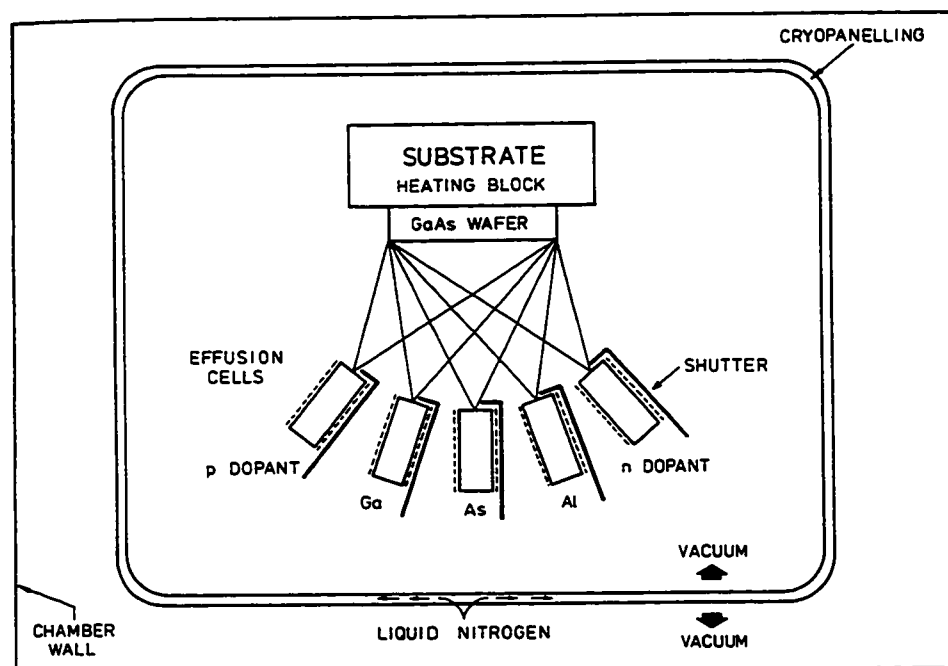 CRYOPANELLING
SUBSTRATE
HEATING BLOCK
GaAs WAFER
EFFUSION
CELLS
SHUTTER
p DOPANT
n DOPANT
Ga
As
Al
VACUUM
CHAMBER
WALL
LIQUID NITROGEN
VACUUM